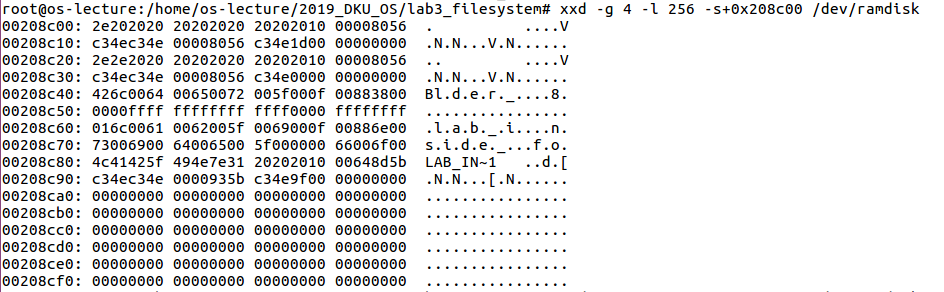 root@os-lecture:/home/os-lecture/2019_DKU_OS/lab3_filesystem# xxd -g 4 -l 256 -s+0x208c00 /dev/ramdisk
00208c00: 2e202020 20202020 20202010 00008056  .          ....V
00208c10: c34ec34e 00008056 c34e1d00 00000000  .N.N...V.N......
00208c20: 2e2e2020 20202020 20202010 00008056  ..         ....V
00208c30: c34ec34e 00008056 c34e0000 00000000  .N.N...V.N......
00208c40: 426c0064 00650072 005f000f 00883800  Bl.d.e.r._....8.
00208c50: 0000ffff ffffffff ffff0000 ffffffff  ................
00208c60: 016c0061 0062005f 0069000f 00886e00  .l.a.b._.i....n.
00208c70: 73006900 64006500 5f000000 66006f00  s.i.d.e._...f.o.
00208c80: 4c41425f 494e7e31 20202010 00648d5b  LAB_IN~1   ..d.[
00208c90: c34ec34e 0000935b c34e9f00 00000000  .N.N...[.N......
00208ca0: 00000000 00000000 00000000 00000000  ................
00208cb0: 00000000 00000000 00000000 00000000  ................
00208cc0: 00000000 00000000 00000000 00000000  ................
00208cd0: 00000000 00000000 00000000 00000000  ................
00208ce0: 00000000 00000000 00000000 00000000  ................
00208cf0: 00000000 00000000 00000000 00000000  ................